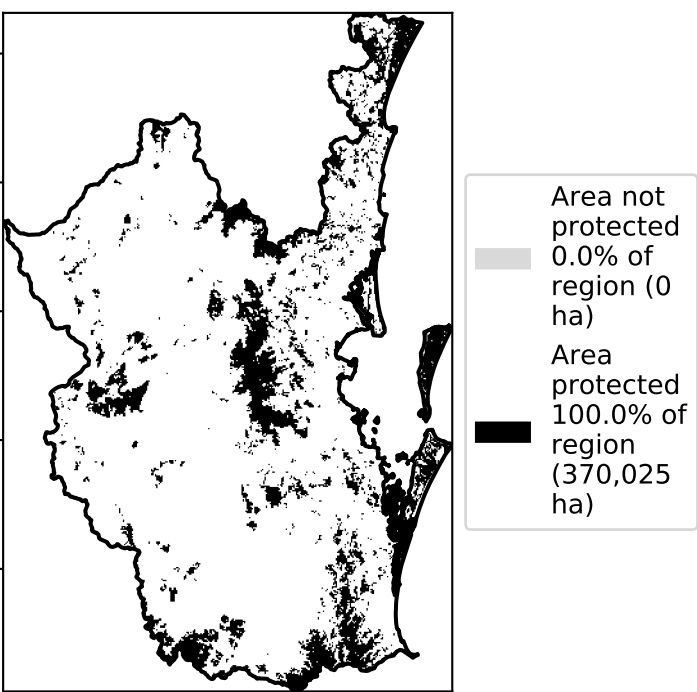 Area not
protected
0.0% of
region (0
ha)
Area
protected
100.0% of
region
(370,025
ha)